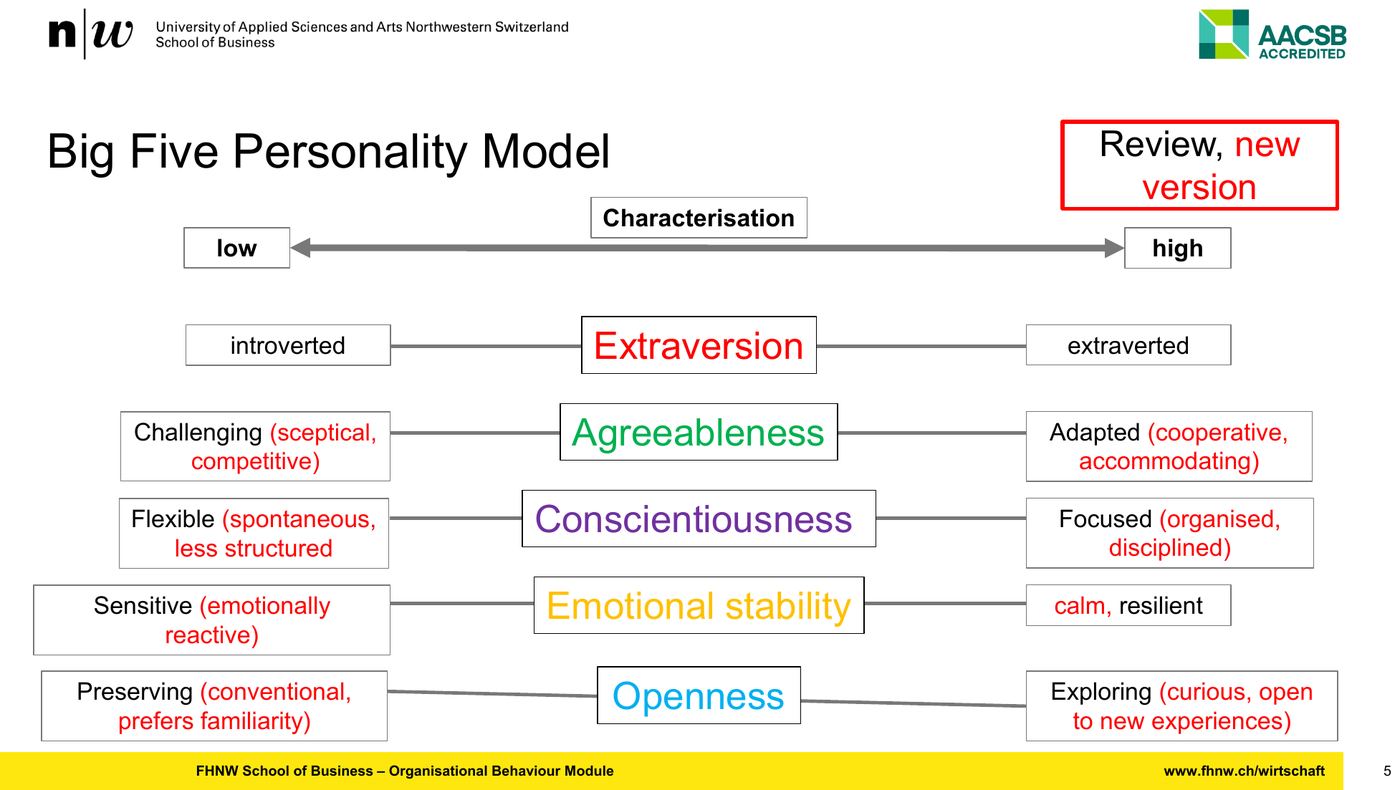 n|w
University of Applied Sciences and Arts Northwestern Switzerland
School of Business
AACSB
ACCREDITED
Big Five Personality Model
Review, new
version
Characterisation
low
high
introverted
Extraversion
extraverted
Challenging (sceptical,
competitive)
Agreeableness
Adapted (cooperative,
accommodating)
Flexible (spontaneous,
less structured
Conscientiousness
Focused (organised,
disciplined)
Sensitive (emotionally
reactive)
Emotional stability
calm, resilient
Preserving (conventional,
prefers familiarity)
Openness
Exploring (curious, open
to new experiences)
FHNW School of Business – Organisational Behaviour Module
www.fhnw.ch/wirtschaft
5